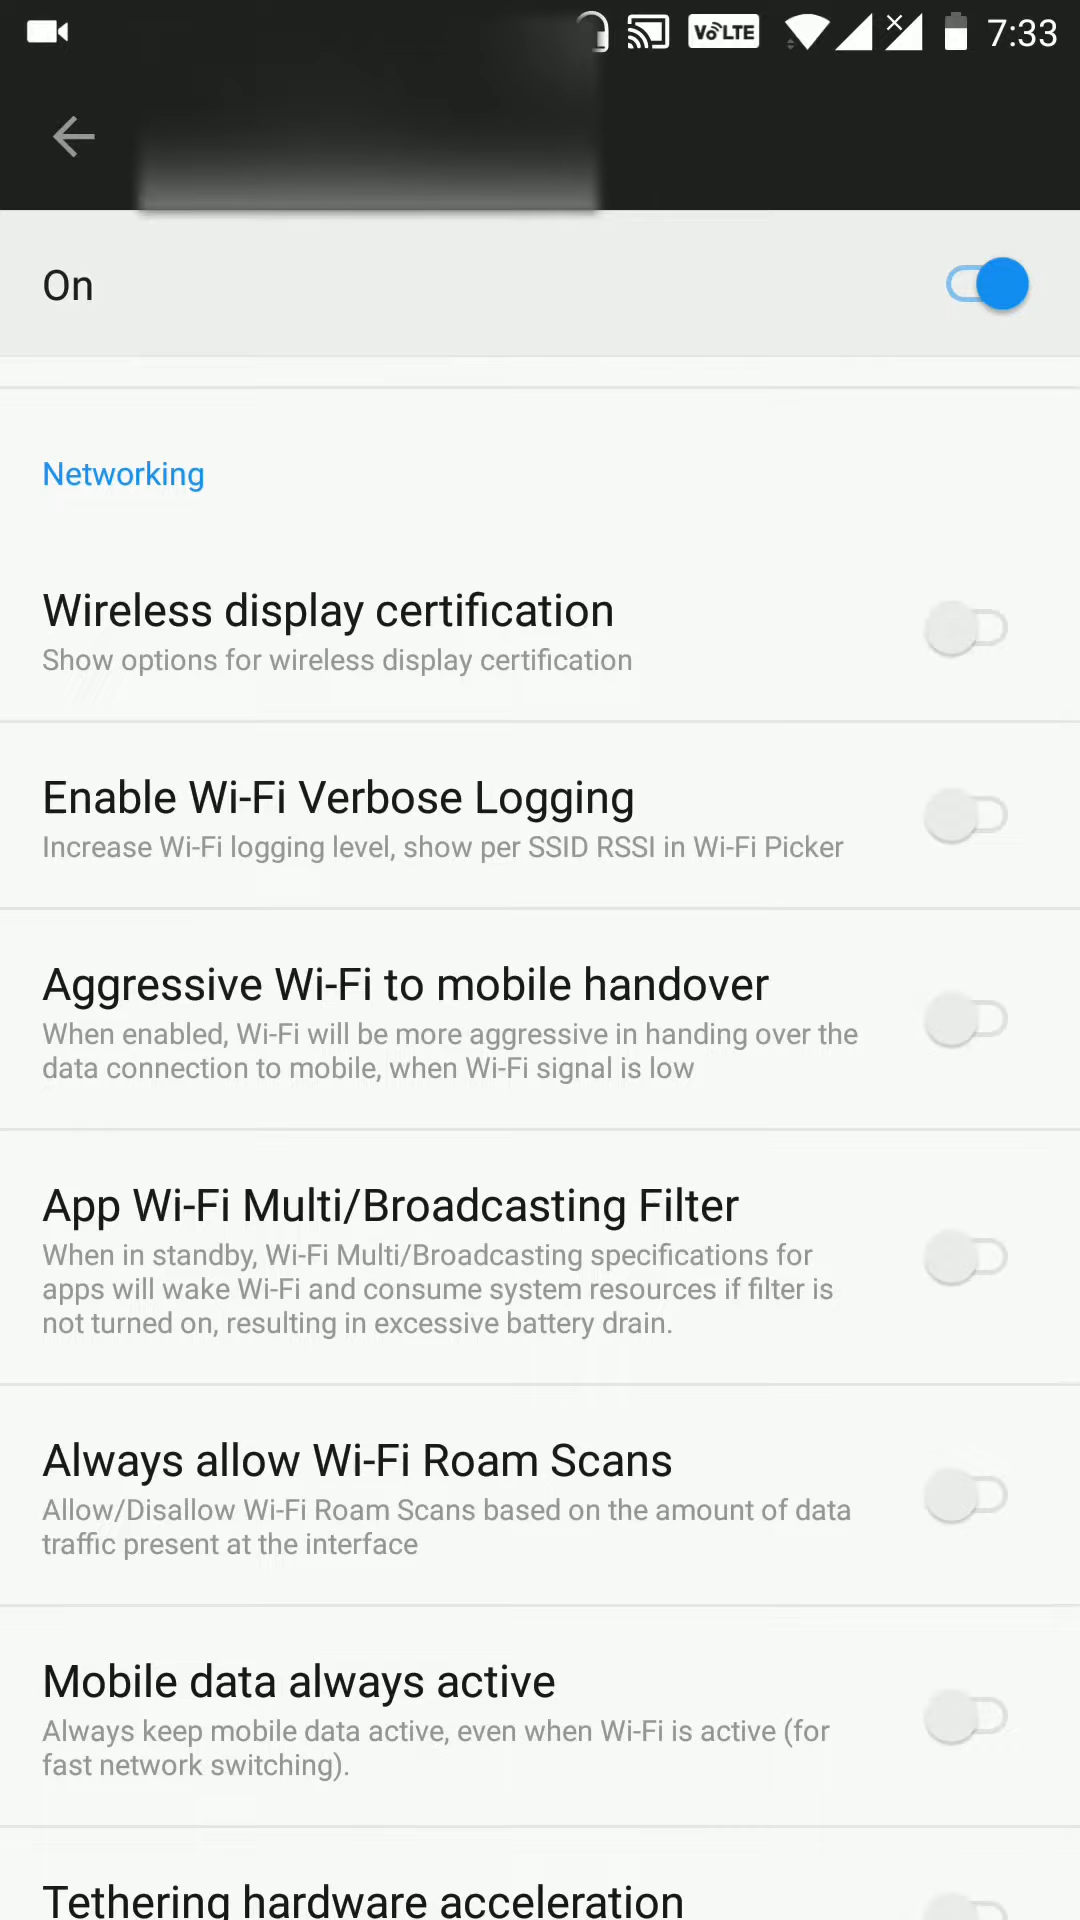 VoLTE 7:33
On
Networking
Wireless display certification
Show options for wireless display certification
Enable Wi-Fi Verbose Logging
Increase Wi-Fi logging level, show per SSID RSSI in Wi-Fi Picker
Aggressive Wi-Fi to mobile handover
When enabled, Wi-Fi will be more aggressive in handing over the
data connection to mobile, when Wi-Fi signal is low
App Wi-Fi Multi/Broadcasting Filter
When in standby, Wi-Fi Multi/Broadcasting specifications for
apps will wake Wi-Fi and consume system resources if filter is
not turned on, resulting in excessive battery drain.
Always allow Wi-Fi Roam Scans
Allow/Disallow Wi-Fi Roam Scans based on the amount of data
traffic present at the interface
Mobile data always active
Always keep mobile data active, even when Wi-Fi is active (for
fast network switching).
Tethering hardware acceleration